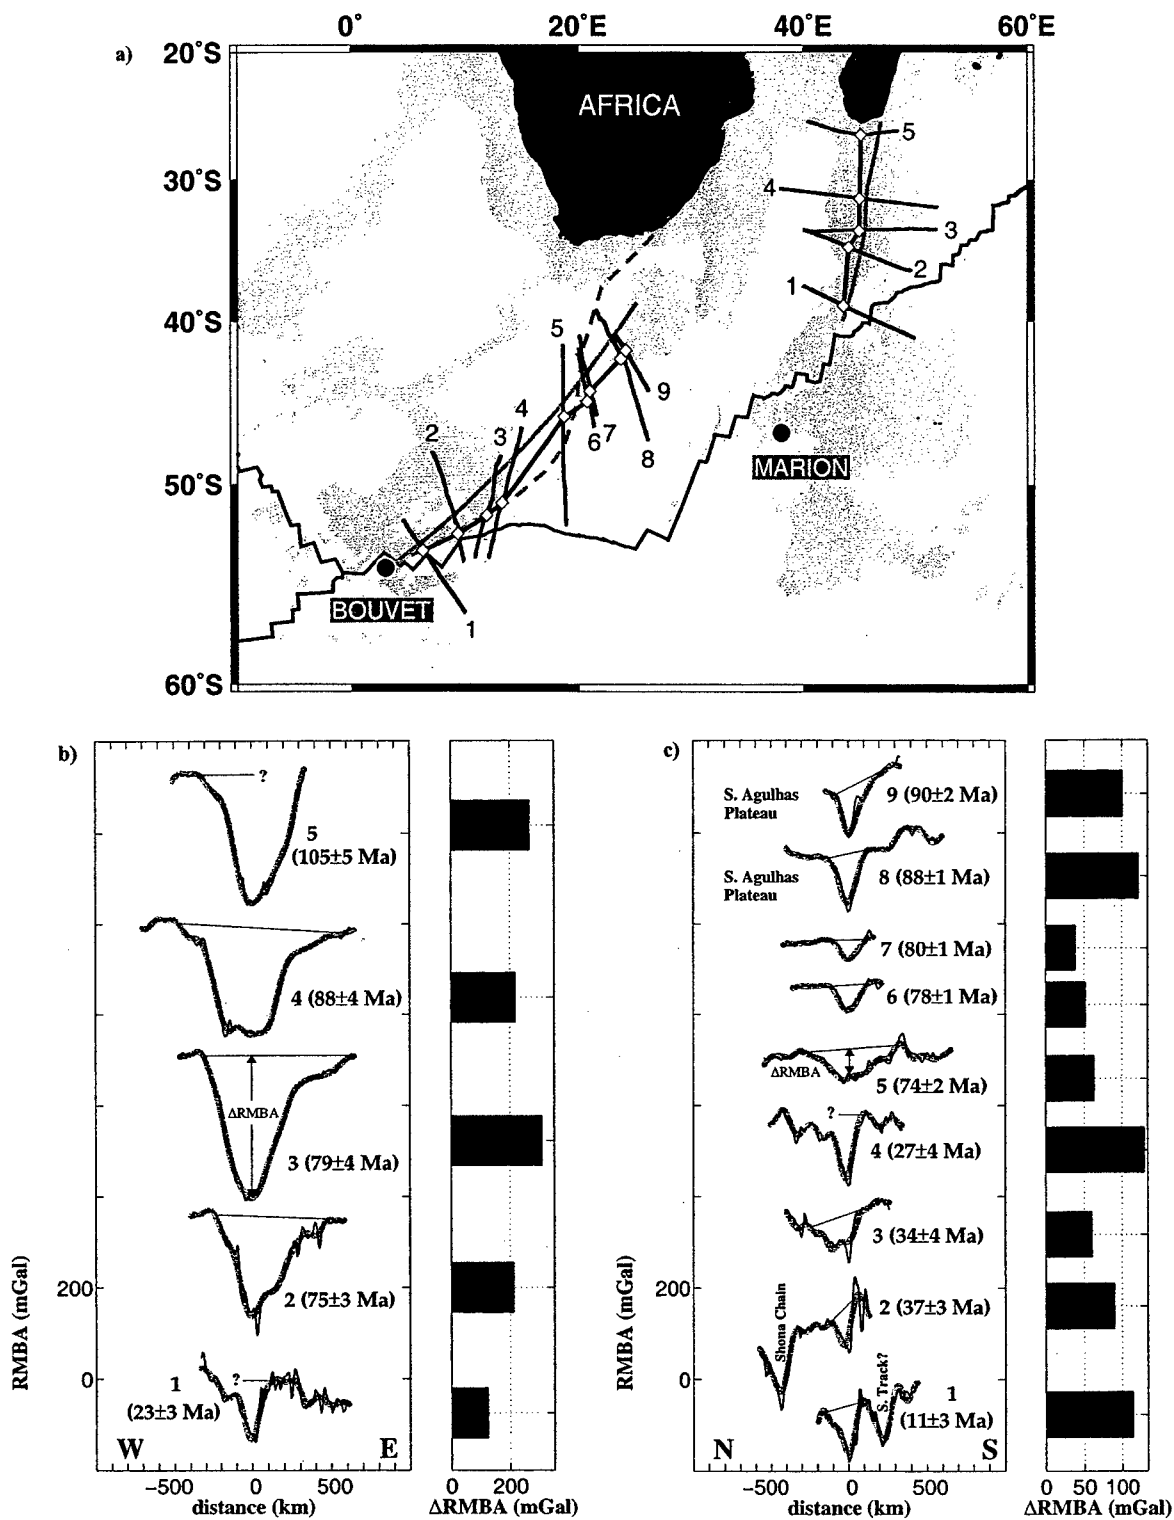 0° 20°E 40°E 60°E
a)
20°S
30°S
40°S
50°S
60°S
AFRICA
5
4
3
2
1
5
9
4
3
7
6
2
8
MARION
BOUVET
1
b)
?
5
(105±5 Ma)
4 (88±4 Ma)
ΔRMBA
3 (79±4 Ma)
2 (75±3 Ma)
?
1
(23±3 Ma)
W E
RMBA (mGal)
200
0
−500 0 500
distance (km)
0 200
ΔRMBA (mGal)
c)
S. Agulhas
Plateau
9 (90±2 Ma)
S. Agulhas
Plateau
8 (88±1 Ma)
7 (80±1 Ma)
6 (78±1 Ma)
ΔRMBA
5 (74±2 Ma)
?
4 (27±4 Ma)
3 (34±4 Ma)
Shona Chain
2 (37±3 Ma)
S. Track?
1
(11±3 Ma)
N S
RMBA (mGal)
200
0
−500 0 500
distance (km)
0 50 100
ΔRMBA (mGal)